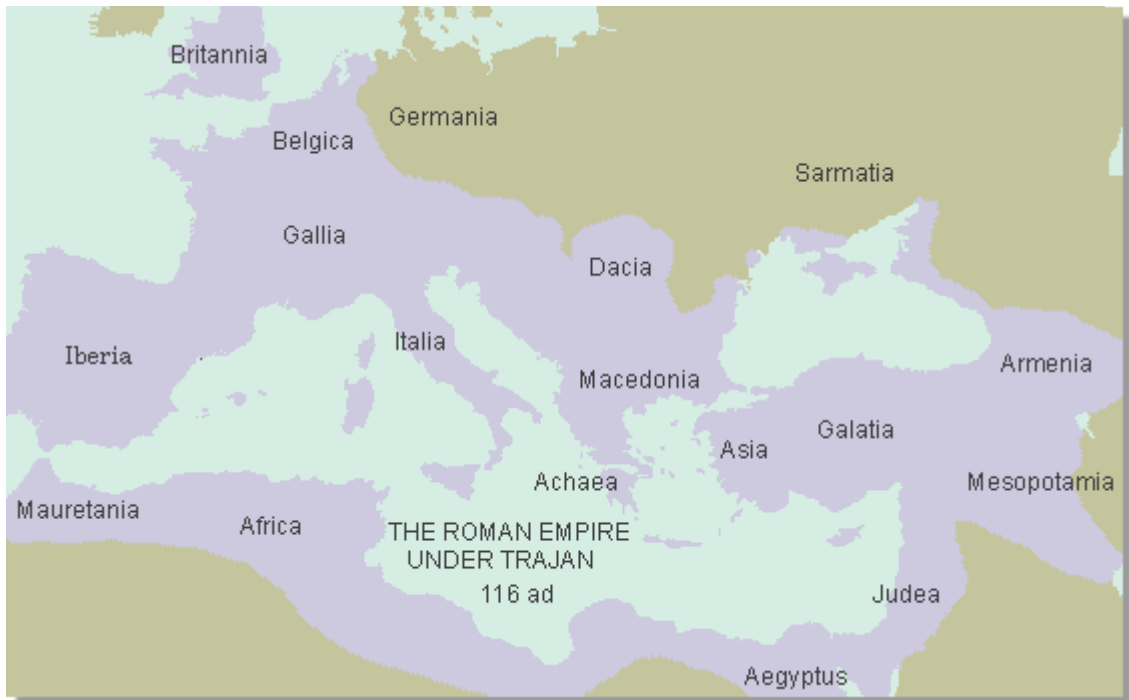 Britannia
Germania
Belgica
Sarmatia
Gallia
Dacia
Italia
Iberia
Armenia
Macedonia
Galatia
Asia
Achaea
Mesopotamia
Mauretania
Africa
THE ROMAN EMPIRE
UNDER TRAJAN
116 ad
Judea
Aegyptus